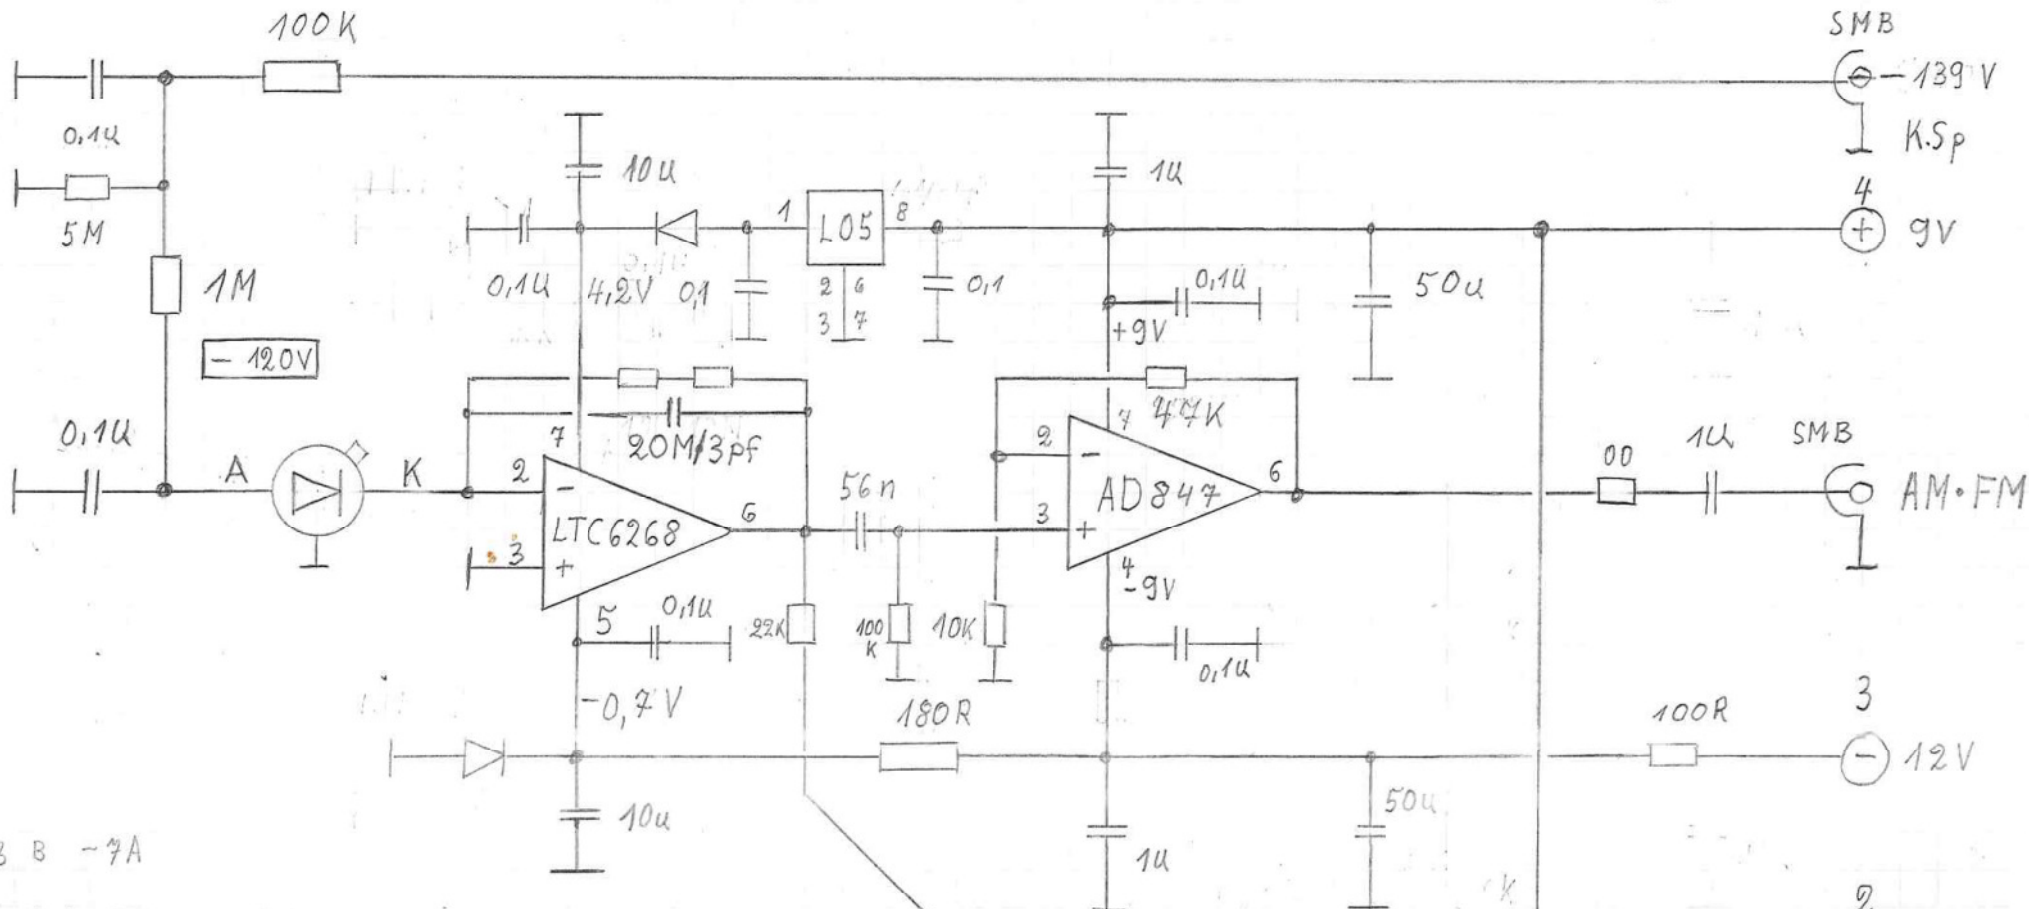 100K
SMB
-139V
K.Sp
0,1u
5M
1M
- 120V
10u
1u
4
+
9V
1
L05
8
0,1u
4,2V
0,1
2 6
3 7
0,1
0,1u
+9V
50u
47K
7
20M/3pf
7
0,1u
A
K
2
-
LTC6268
3
+
6
56n
2
-
AD847
3
+
6
4
-9V
00
1u
SMB
AM·FM
5
0,1u
22K
100
K
10K
0,1u
-0,7V
180R
100R
3
-
12V
10u
1u
50u
B -7A
K
2